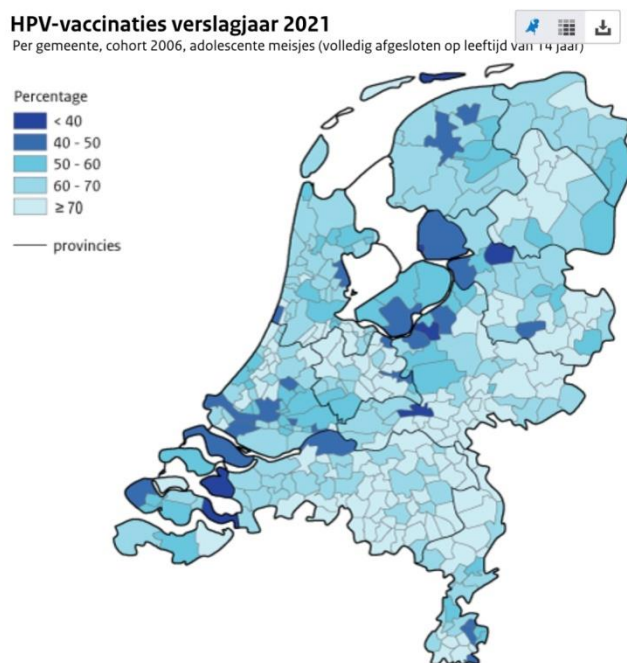 HPV-vaccinaties verslagjaar 2021
Per gemeente, cohort 2006, adolescente meisjes (volledig afgesloten op leeftijd van 14 jaar)
Percentage
< 40
40 - 50
50 - 60
60 - 70
≥ 70
provincies